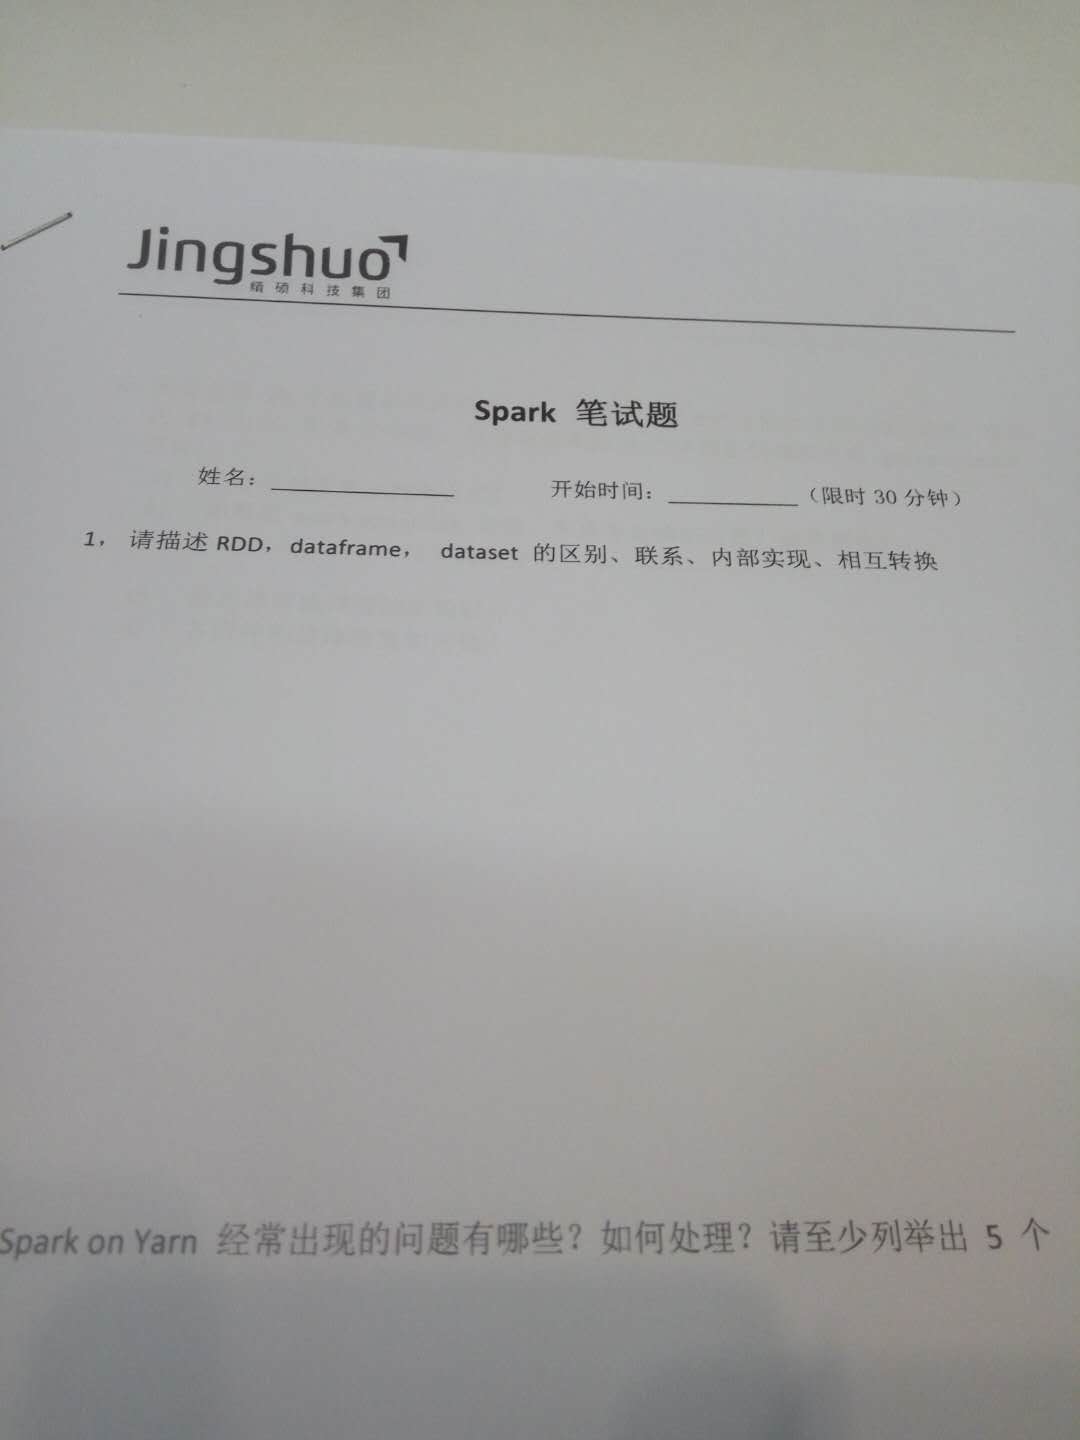 Jingshuo
精硕科技集团
Spark 笔试题
姓名：____________ 开始时间：__________（限时 30 分钟）
1， 请描述 RDD，dataframe， dataset 的区别、联系、内部实现、相互转换
Spark on Yarn 经常出现的问题有哪些？如何处理？请至少列举出 5 个